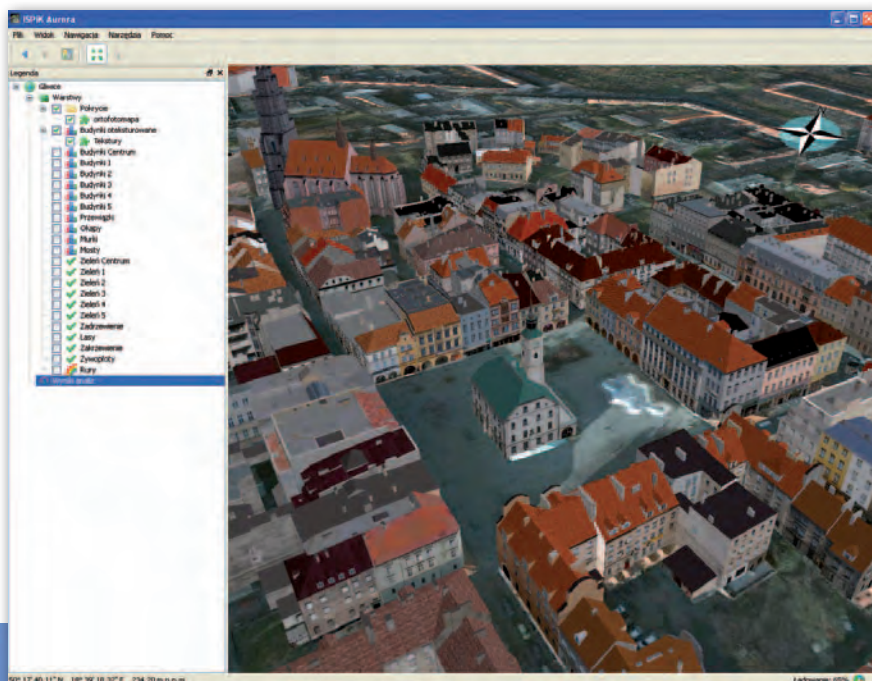 ISPiK Aurora
Plik Widok Nawigacja Narzędzia Pomoc
Legenda
Gliwice
Warstwy
Pokrycie
ortofotomapa
Budynki oteksturowane
Tekstury
Budynki Centrum
Budynki 1
Budynki 2
Budynki 3
Budynki 4
Budynki 5
Przewiązki
Okapy
Murki
Mosty
Zieleń Centrum
Zieleń 1
Zieleń 2
Zieleń 3
Zieleń 4
Zieleń 5
Zadrzewienie
Lasy
Zakrzewienie
Żywopłoty
Rury